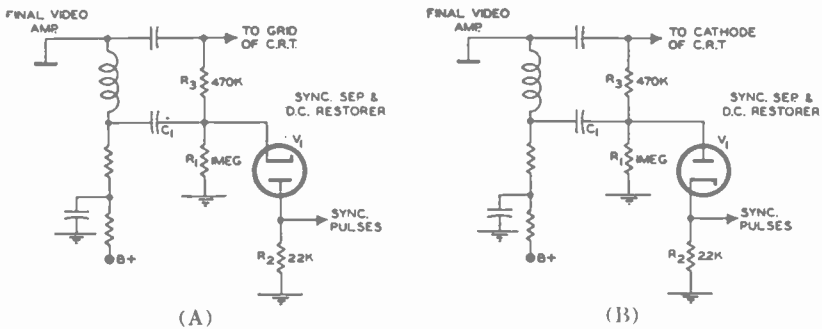 FINAL VIDEO
AMP.
TO GRID
OF C.R.T.
R3 470K
SYNC. SEP &
D.C. RESTORER
C1
V1
R1 1MEG
SYNC.
PULSES
R2 22K
B+
(A)
FINAL VIDEO
AMP.
TO CATHODE
OF C.R.T
R3 470K
SYNC. SEP &
D.C. RESTORER
C1
V1
R1 1MEG
SYNC.
PULSES
R2 22K
B+
(B)